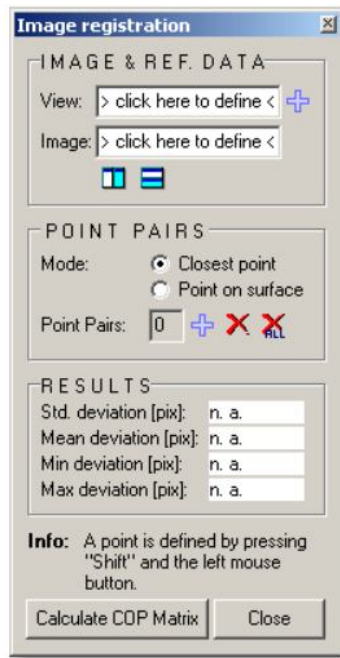 Image registration
IMAGE & REF. DATA
View: > click here to define <
Image: > click here to define <
POINT PAIRS
Mode: Closest point
Point on surface
Point Pairs: 0
ALL
RESULTS
Std. deviation [pix]: n. a.
Mean deviation [pix]: n. a.
Min deviation [pix]: n. a.
Max deviation [pix]: n. a.
Info: A point is defined by pressing
"Shift" and the left mouse
button.
Calculate COP Matrix Close